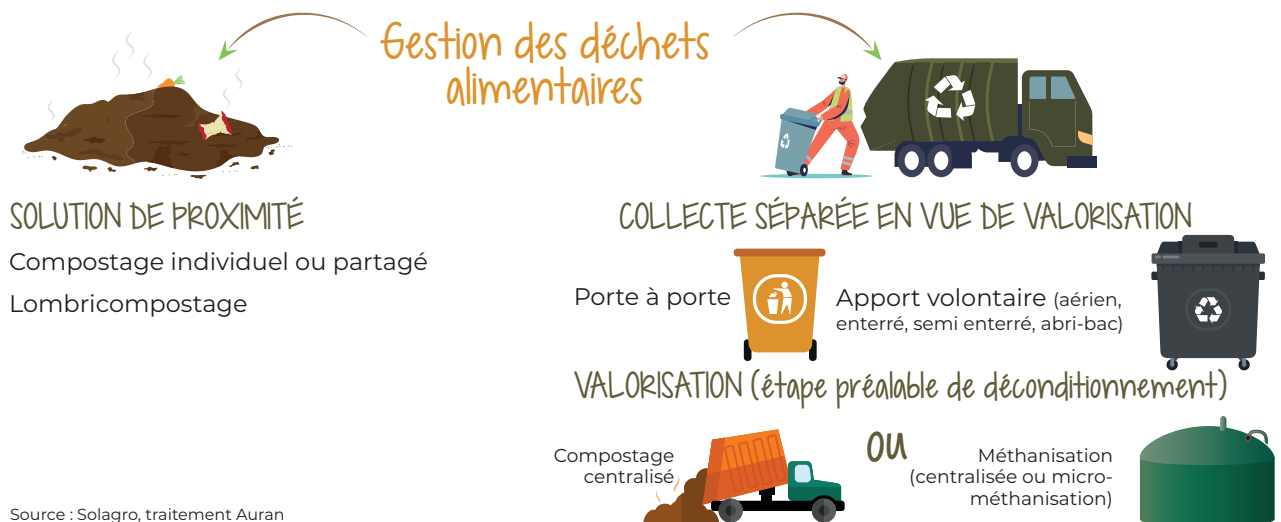 Gestion des déchets
alimentaires
SOLUTION DE PROXIMITÉ
Compostage individuel ou partagé
Lombricompostage
COLLECTE SÉPARÉE EN VUE DE VALORISATION
Porte à porte
Apport volontaire (aérien,
enterré, semi enterré, abri-bac)
VALORISATION (étape préalable de déconditionnement)
Compostage
centralisé
OU
Méthanisation
(centralisée ou micro-
méthanisation)
Source : Solagro, traitement Auran